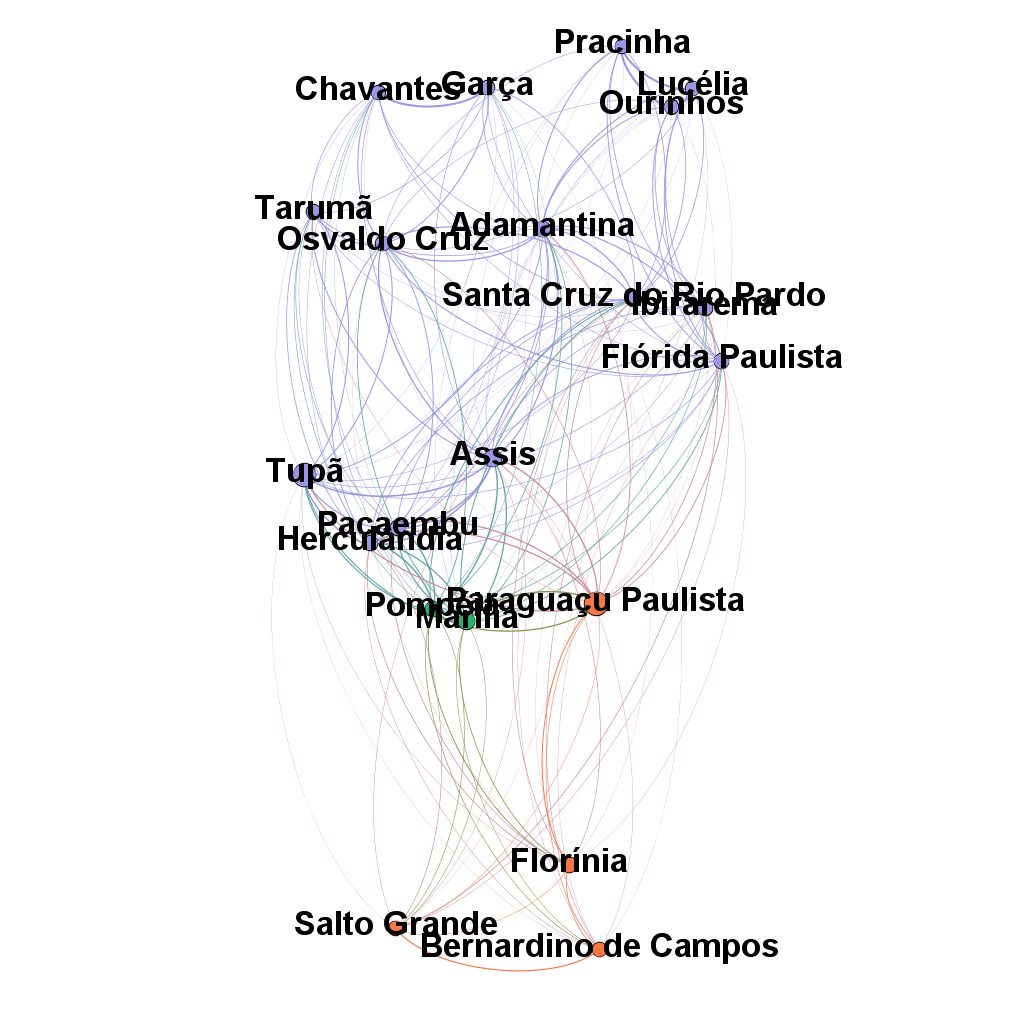 Pracinha
Chavantes
Garça
Lucélia
Ourinhos
Tarumã
Adamantina
Osvaldo Cruz
Santa Cruz do Rio Pardo
Ibirarema
Flórida Paulista
Assis
Tupã
Pacaembu
Herculândia
Paraguaçu Paulista
Pompéia
Marília
Florínia
Salto Grande
Bernardino de Campos